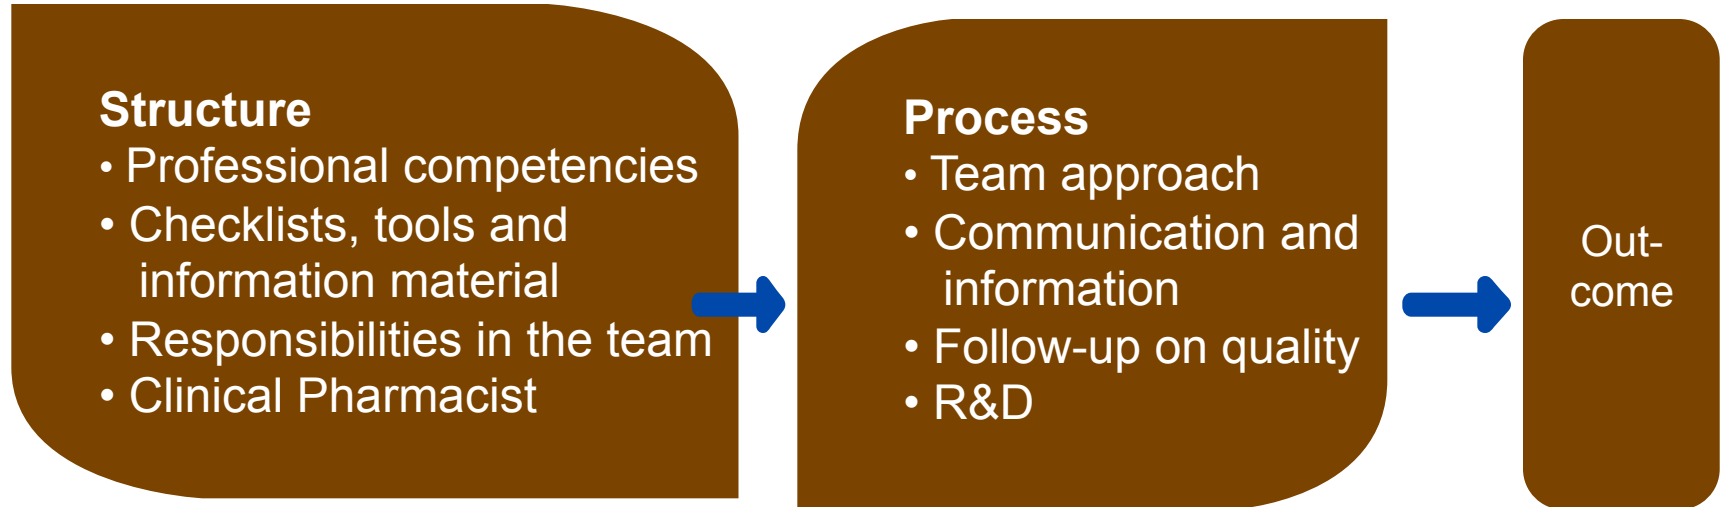 Structure
• Professional competencies
• Checklists, tools and
information material
• Responsibilities in the team
• Clinical Pharmacist
Process
• Team approach
• Communication and
information
• Follow-up on quality
• R&D
Out-
come